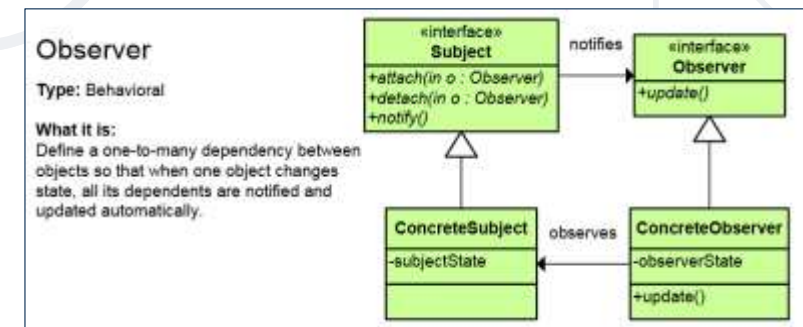 Observer
Type: Behavioral
What it is:
Define a one-to-many dependency between
objects so that when one object changes
state, all its dependents are notified and
updated automatically.
«interface»
Subject
+attach(in o : Observer)
+detach(in o : Observer)
+notify()
notifies
«interface»
Observer
+update()
ConcreteSubject
-subjectState
observes
ConcreteObserver
-observerState
+update()